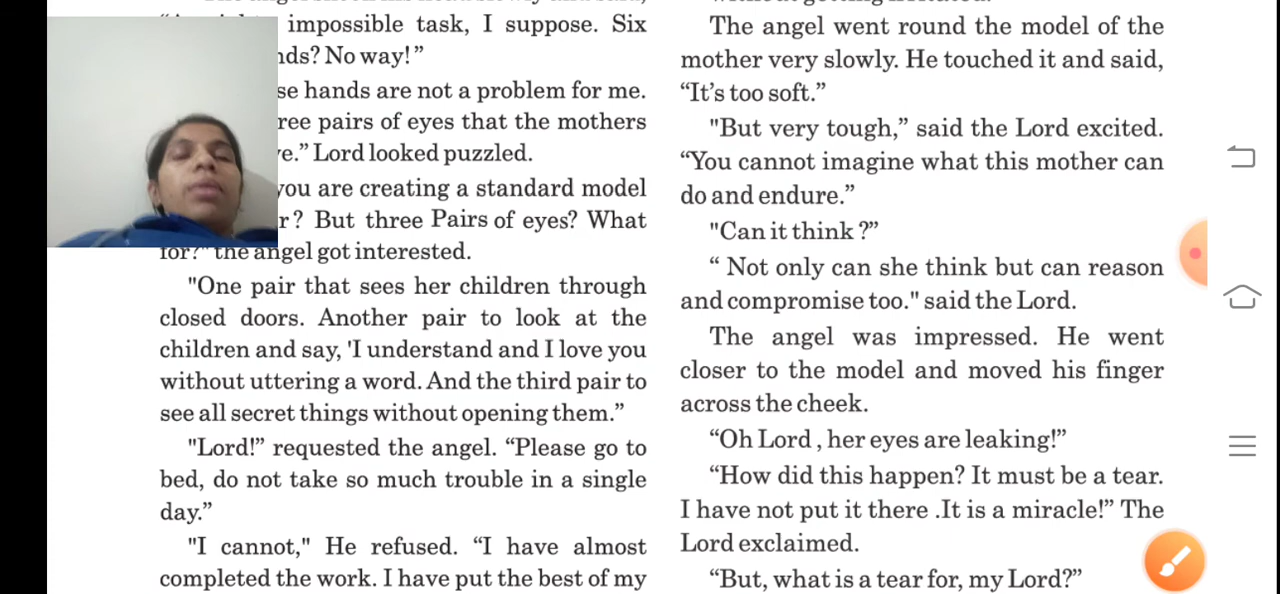 impossible task, I suppose. Six
nds? No way!”
se hands are not a problem for me.
ree pairs of eyes that the mothers
ve.” Lord looked puzzled.
you are creating a standard model
r? But three Pairs of eyes? What
for?" the angel got interested.
"One pair that sees her children through
closed doors. Another pair to look at the
children and say, 'I understand and I love you
without uttering a word. And the third pair to
see all secret things without opening them.”
"Lord!” requested the angel. “Please go to
bed, do not take so much trouble in a single
day.”
"I cannot," He refused. “I have almost
completed the work. I have put the best of my
The angel went round the model of the
mother very slowly. He touched it and said,
“It’s too soft.”
"But very tough,” said the Lord excited.
“You cannot imagine what this mother can
do and endure.”
"Can it think ?”
“ Not only can she think but can reason
and compromise too." said the Lord.
The angel was impressed. He went
closer to the model and moved his finger
across the cheek.
“Oh Lord , her eyes are leaking!”
“How did this happen? It must be a tear.
I have not put it there .It is a miracle!” The
Lord exclaimed.
“But, what is a tear for, my Lord?”